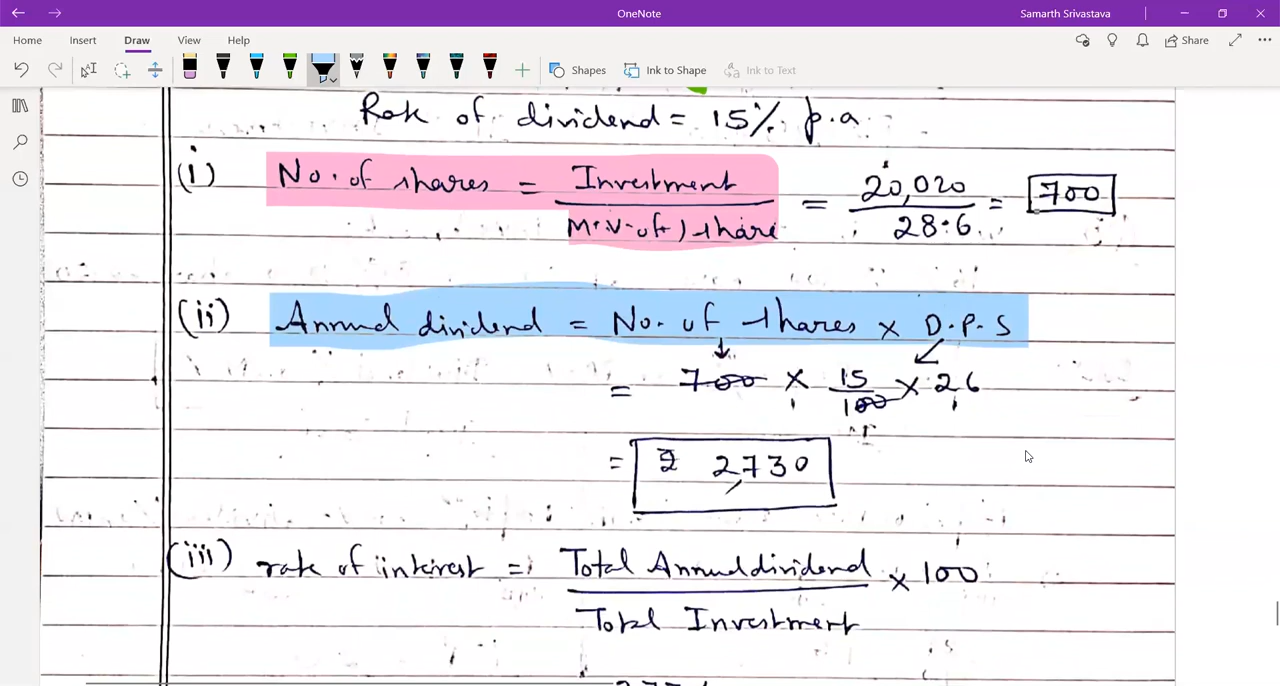 OneNote
Samarth Srivastava
Home Insert Draw View Help
Share
Shapes Ink to Shape Ink to Text
Rate of dividend = 15% p.a
(i) No. of shares = Investment / M.V. of 1 share = 20,020 / 28.6 = 700
(ii) Annual dividend = No. of shares × D.P.S
= 700 × 15/100 × 26
= ₹ 2,730
(iii) rate of interest = Total Annual dividend / Total Investment × 100